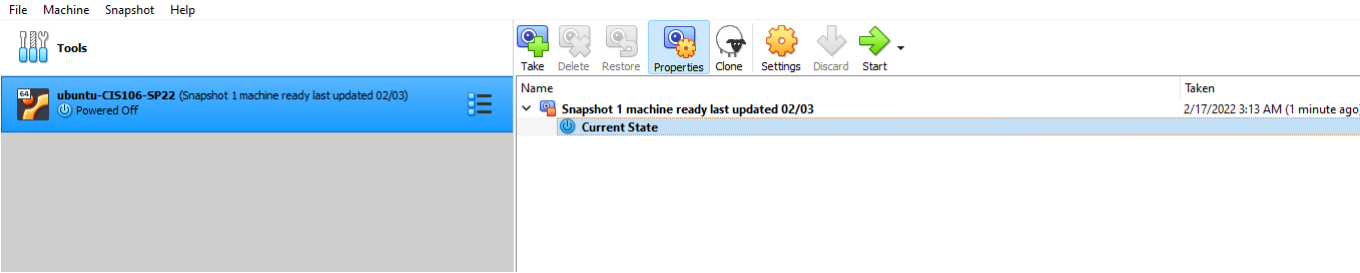 File Machine Snapshot Help
Tools
Take Delete Restore Properties Clone Settings Discard Start
64
ubuntu-CIS106-SP22 (Snapshot 1 machine ready last updated 02/03)
Powered Off
Name Taken
Snapshot 1 machine ready last updated 02/03 2/17/2022 3:13 AM (1 minute ago)
Current State